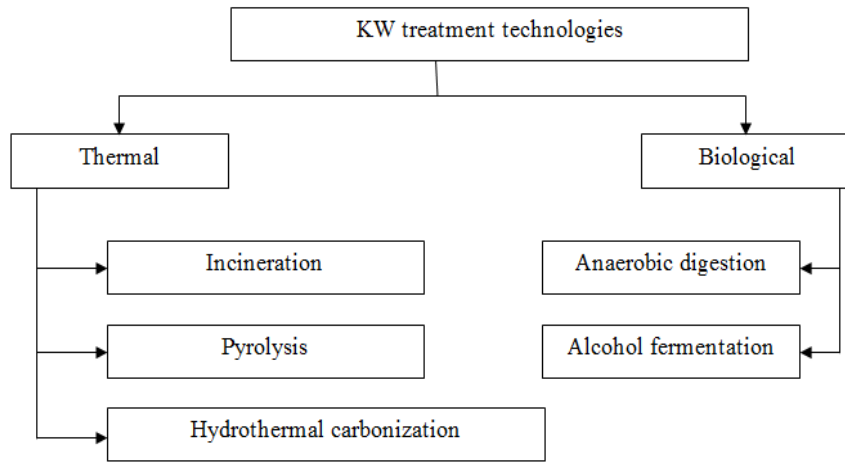 KW treatment technologies
Thermal
Biological
Incineration
Anaerobic digestion
Pyrolysis
Alcohol fermentation
Hydrothermal carbonization